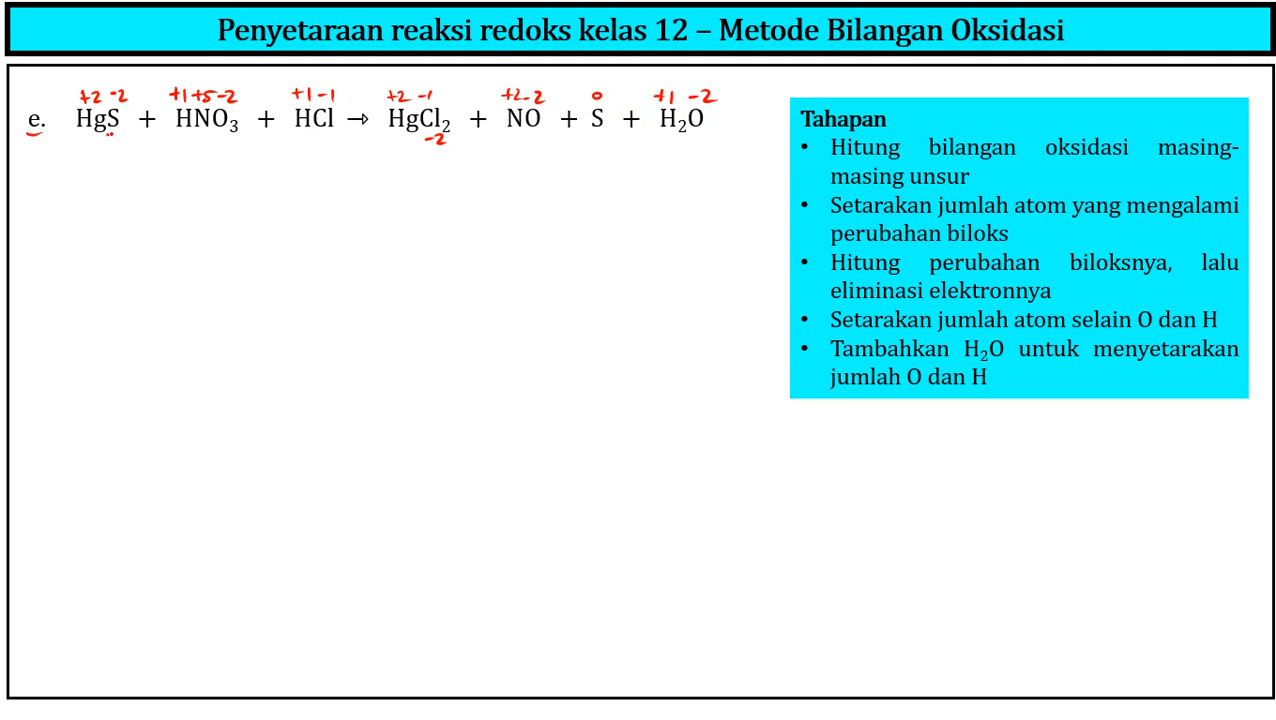 Penyetaraan reaksi redoks kelas 12 – Metode Bilangan Oksidasi
+2 -2 +1 +5 -2 +1 -1 +2 -1 +2 -2 0 +1 -2
e. HgS + HNO₃ + HCl → HgCl₂ + NO + S + H₂O
-2
Tahapan
• Hitung bilangan oksidasi masing-
masing unsur
• Setarakan jumlah atom yang mengalami
perubahan biloks
• Hitung perubahan biloksnya, lalu
eliminasi elektronnya
• Setarakan jumlah atom selain O dan H
• Tambahkan H₂O untuk menyetarakan
jumlah O dan H